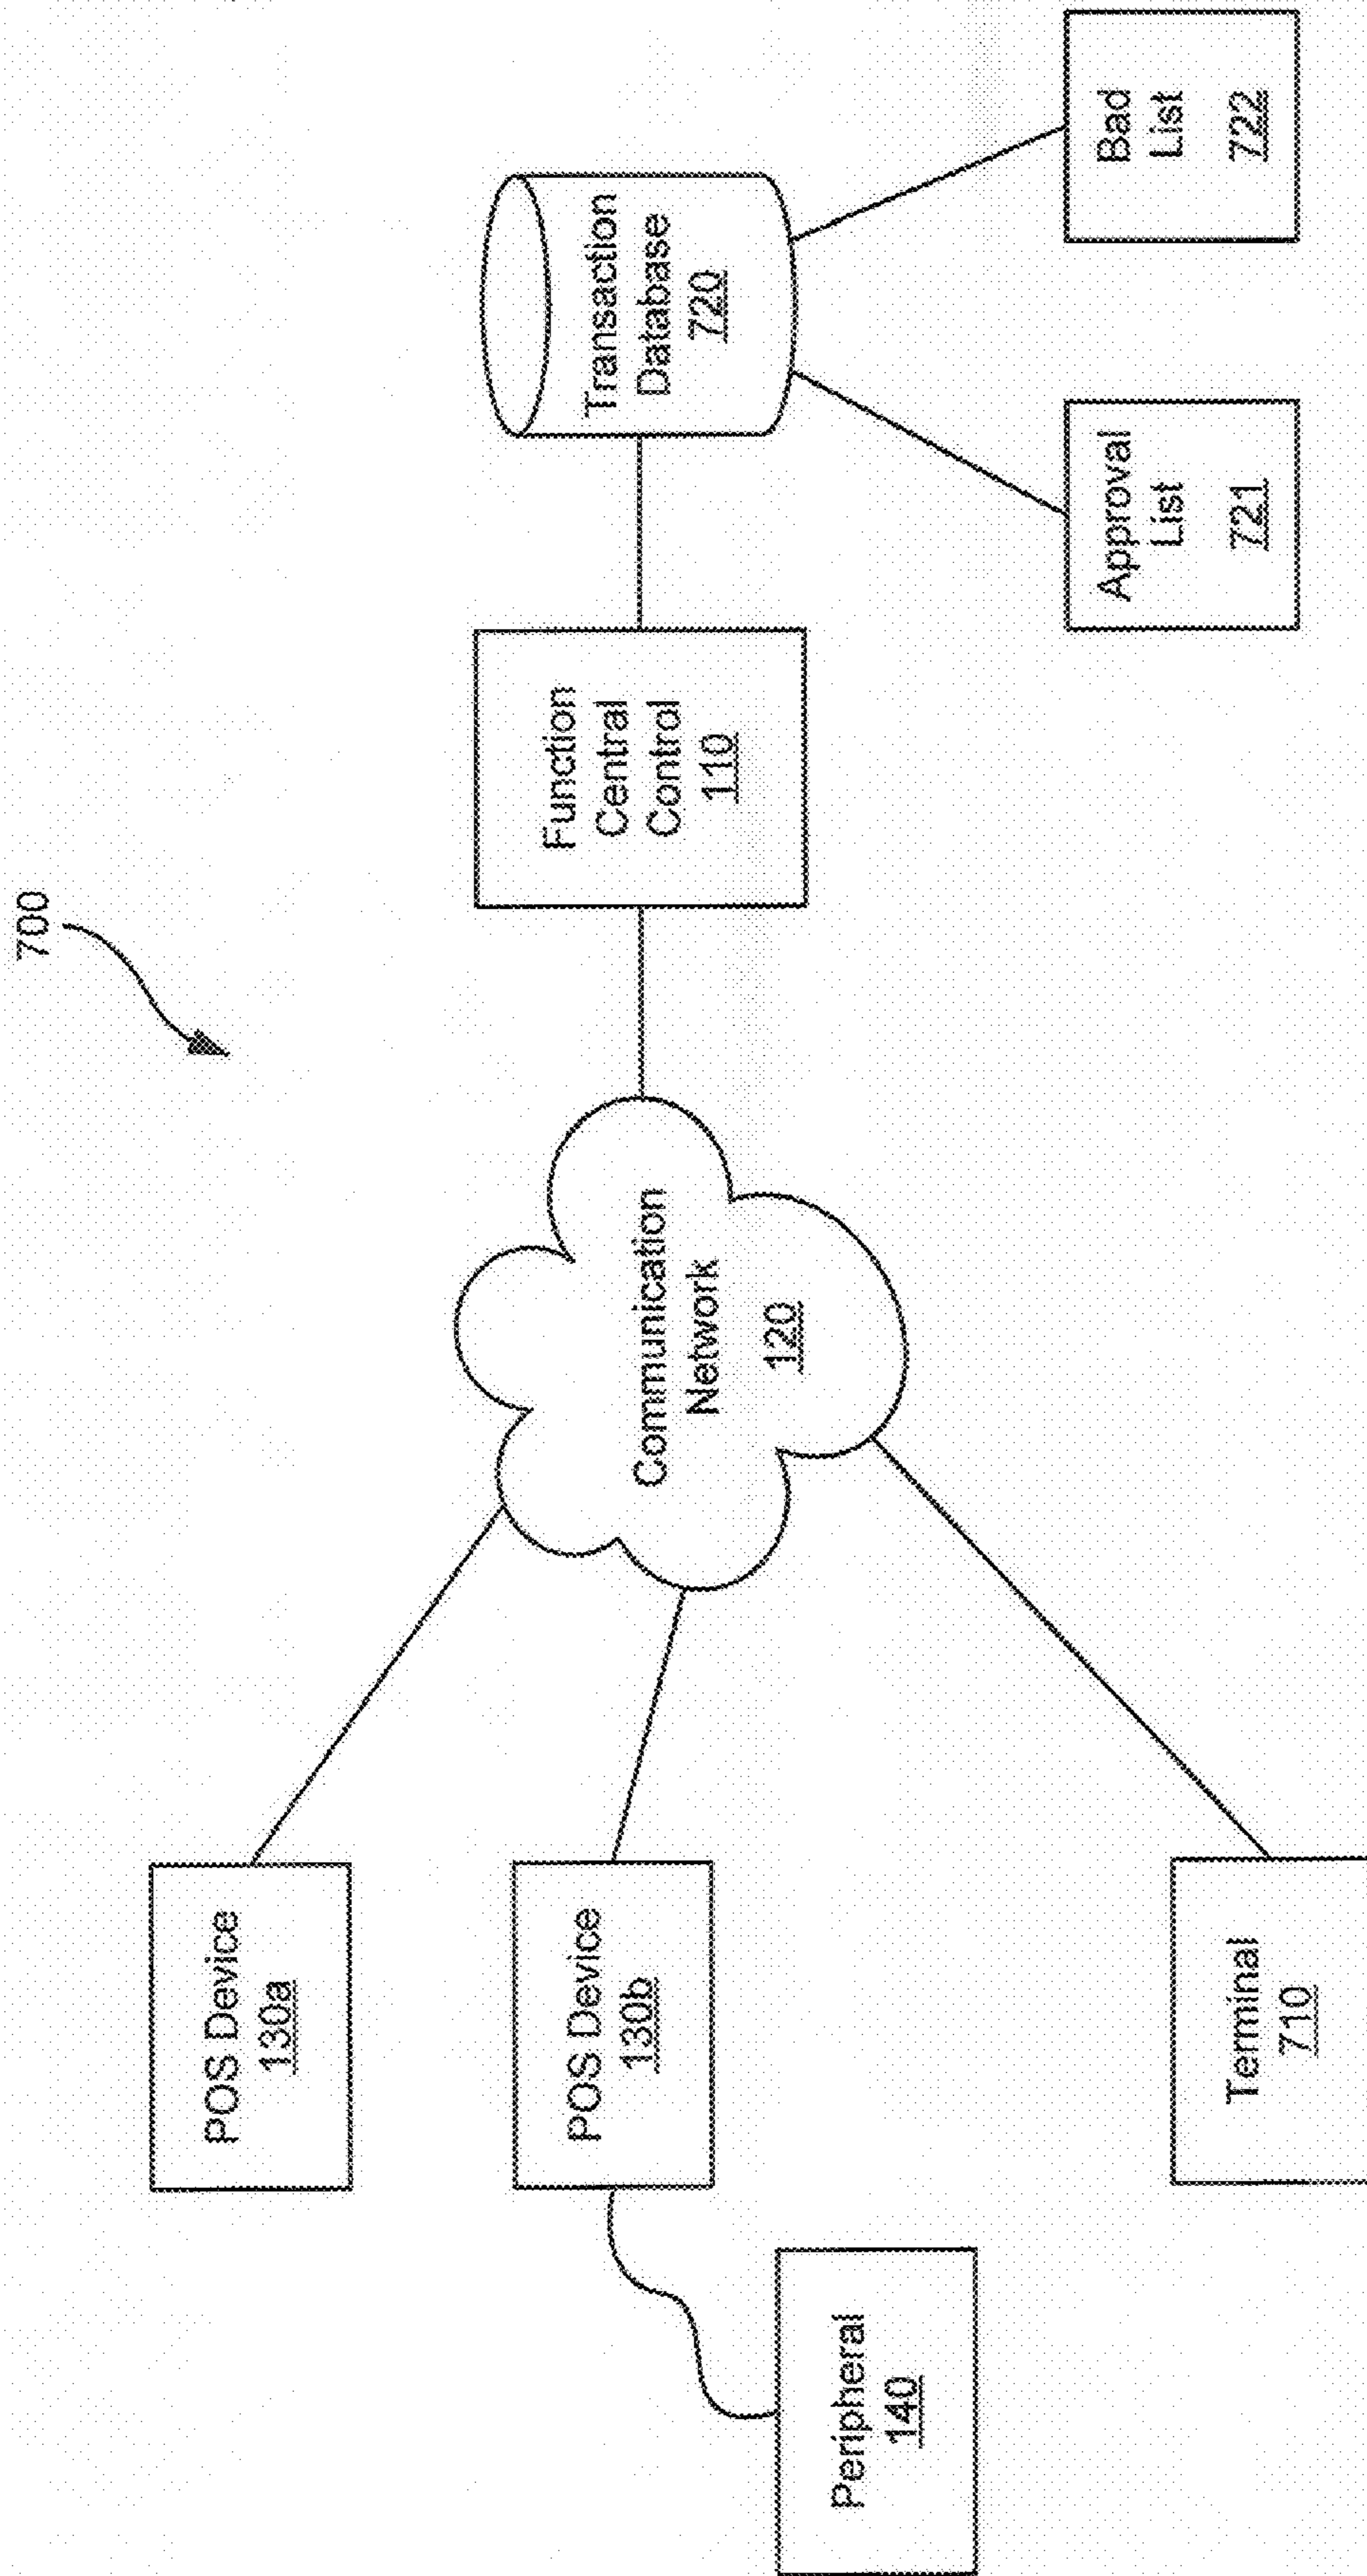 700
POS Device
130a
POS Device
130b
Peripheral
140
Terminal
710
Communication
Network
120
Function
Central
Control
110
Transaction
Database
720
Approval
List
721
Bad
List
722